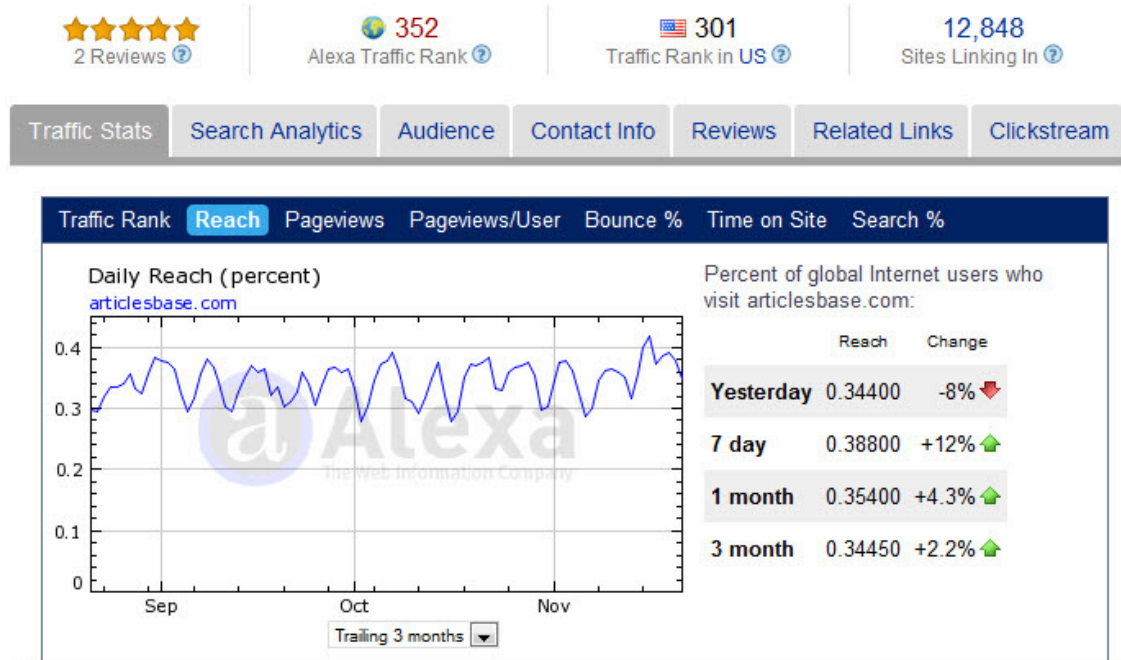 352
301
12,848
2 Reviews ?
Alexa Traffic Rank ?
Traffic Rank in US ?
Sites Linking In ?
Traffic Stats Search Analytics Audience Contact Info Reviews Related Links Clickstream
Traffic Rank Reach Pageviews Pageviews/User Bounce % Time on Site Search %
Daily Reach (percent)
articlesbase.com
0.4
0.3
0.2
0.1
0
Sep Oct Nov
a Alexa
The Web Information Company
Trailing 3 months
Percent of global Internet users who
visit articlesbase.com:
Reach Change
Yesterday 0.34400 -8%
7 day 0.38800 +12%
1 month 0.35400 +4.3%
3 month 0.34450 +2.2%